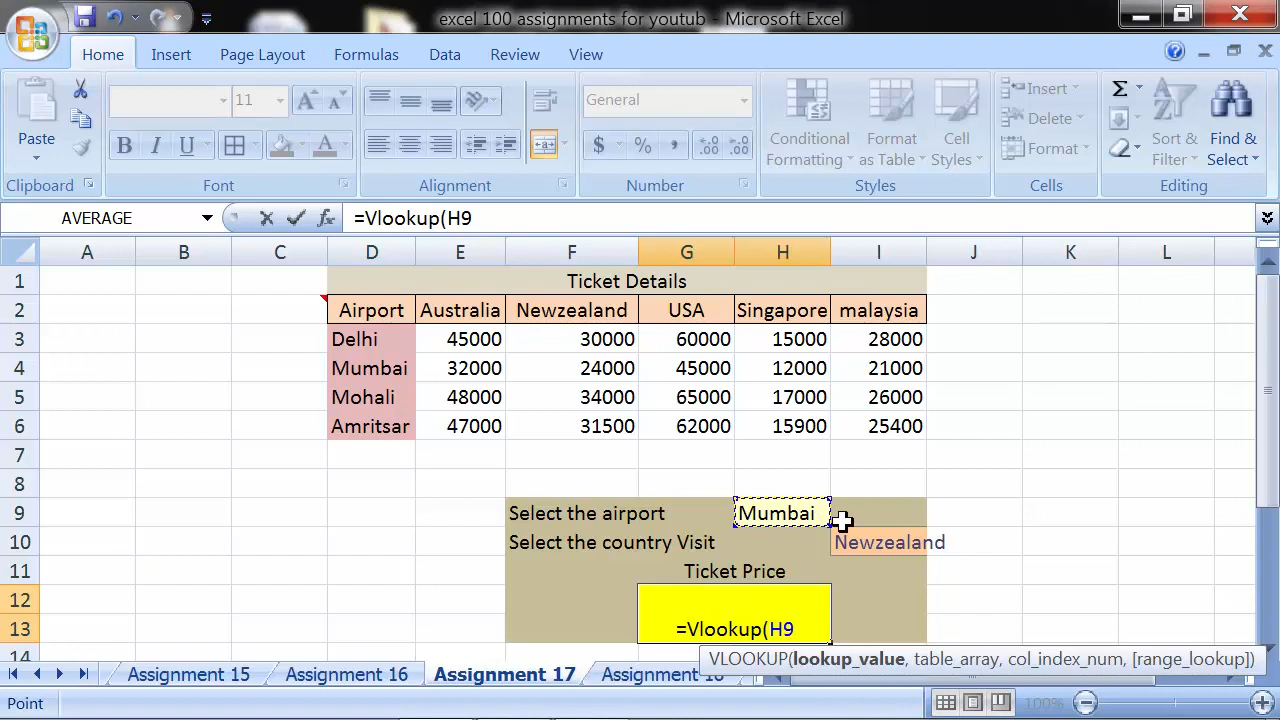 excel 100 assignments for youtub - Microsoft Excel
Home Insert Page Layout Formulas Data Review View
Paste
Clipboard
11
B I U A
Font
Alignment
General
$ % ,
Number
Conditional Formatting
Format as Table
Cell Styles
Styles
Insert
Delete
Format
Cells
Σ
Sort & Filter
Find & Select
Editing
AVERAGE
fx
=Vlookup(H9
A B C D E F G H I J K L
1 Ticket Details
2 Airport Australia Newzealand USA Singapore malaysia
3 Delhi 45000 30000 60000 15000 28000
4 Mumbai 32000 24000 45000 12000 21000
5 Mohali 48000 34000 65000 17000 26000
6 Amritsar 47000 31500 62000 15900 25400
7
8
9 Select the airport Mumbai
10 Select the country Visit Newzealand
11 Ticket Price
12
13 =Vlookup(H9
14
VLOOKUP(lookup_value, table_array, col_index_num, [range_lookup])
Assignment 15 Assignment 16 Assignment 17 Assignment 18
Point
100%